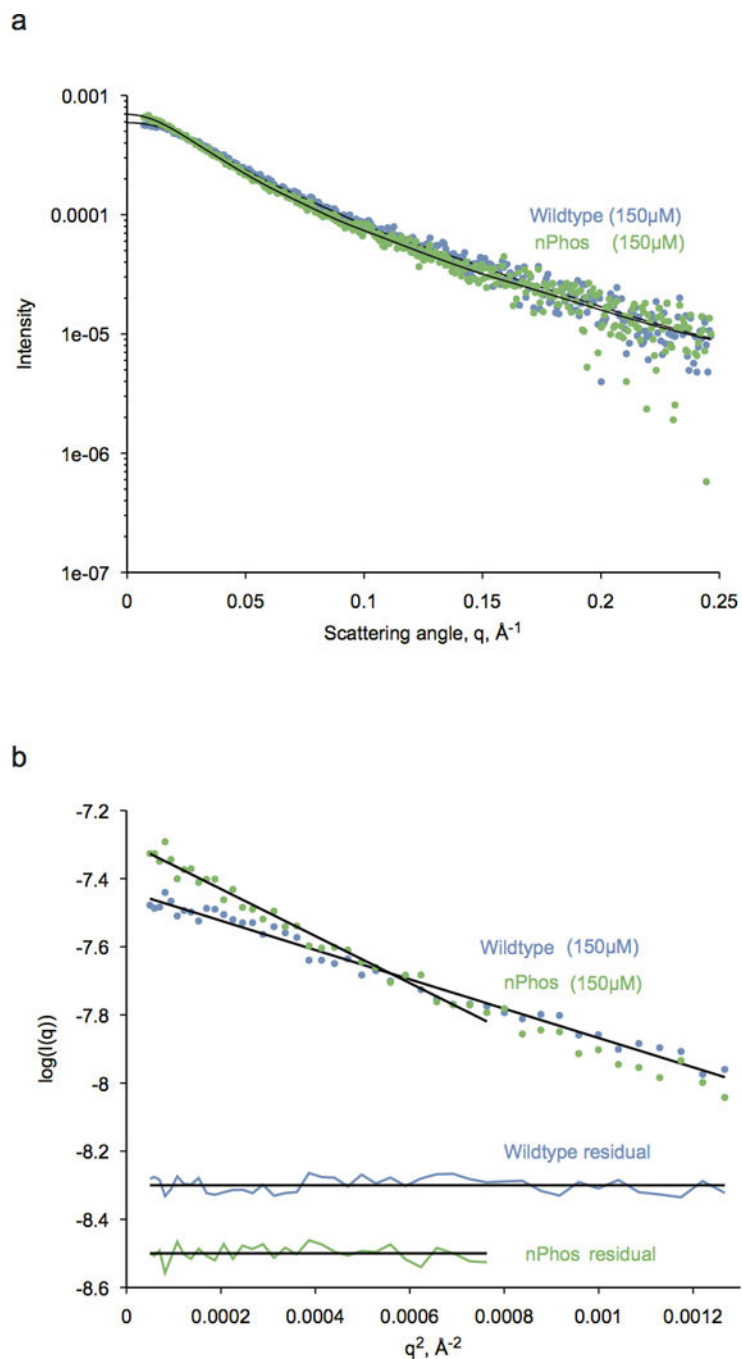 a
0.001
0.0001
1e-05
1e-06
1e-07
Intensity
Wildtype (150µM)
nPhos (150µM)
0 0.05 0.1 0.15 0.2 0.25
Scattering angle, q, Å-1
b
-7.2
-7.4
-7.6
-7.8
-8
-8.2
-8.4
-8.6
log(I(q))
Wildtype (150µM)
nPhos (150µM)
Wildtype residual
nPhos residual
0 0.0002 0.0004 0.0006 0.0008 0.001 0.0012
q2, Å-2